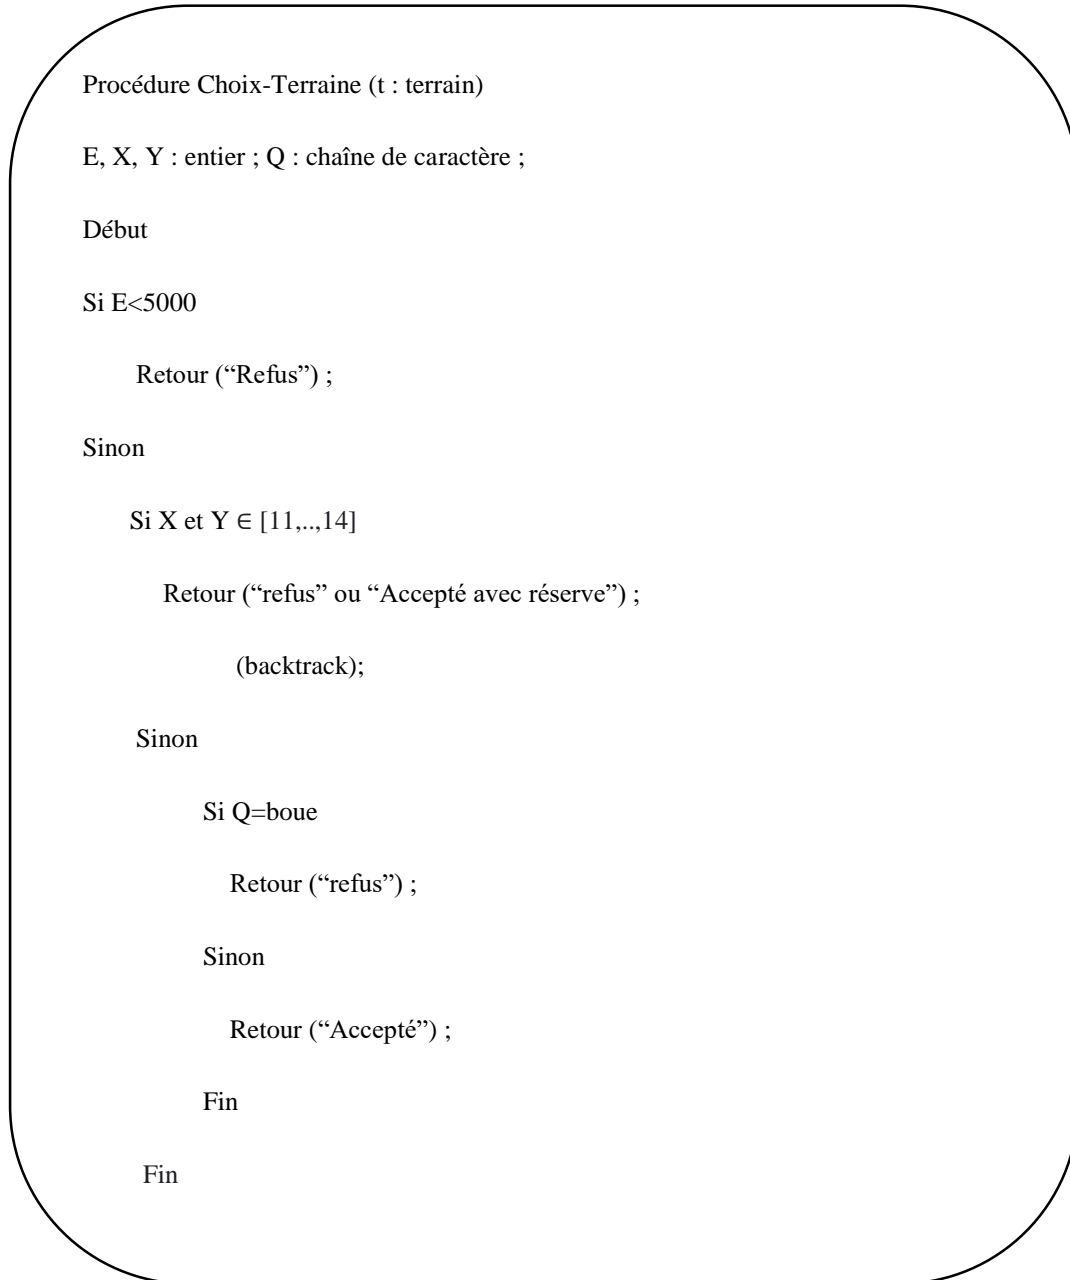 Procédure Choix-Terraine (t : terrain)
E, X, Y : entier ; Q : chaîne de caractère ;
Début
Si E<5000
Retour (“Refus”) ;
Sinon
Si X et Y ∈ [11,..,14]
Retour (“refus” ou “Accepté avec réserve”) ;
(backtrack);
Sinon
Si Q=boue
Retour (“refus”) ;
Sinon
Retour (“Accepté”) ;
Fin
Fin